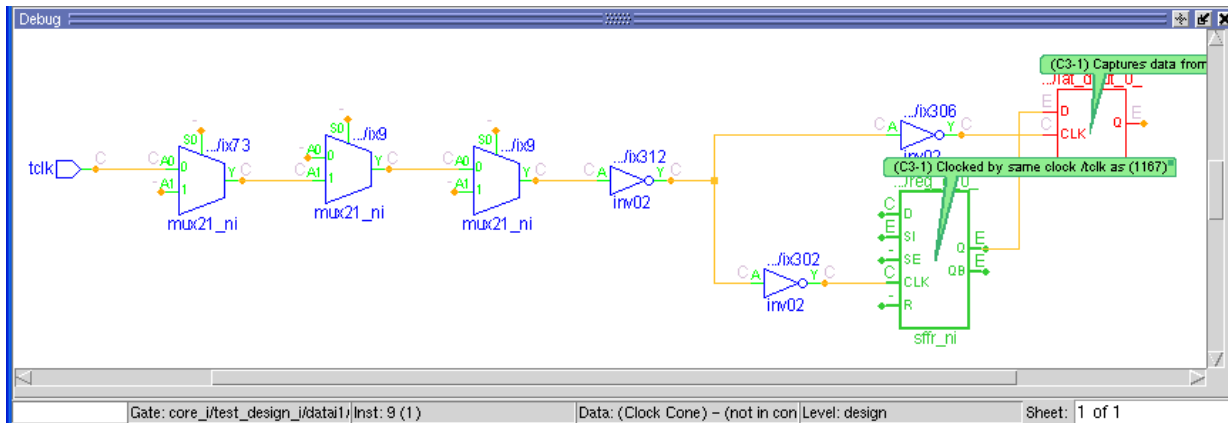 Debug
(C3-1) Captures data from
.../lat_dout_0_
E
D
C
CLK
Q
E
.../ix306
C
A
Y
C
inv02
-
S0
.../ix9
-
A0
0
C
A1
1
Y
C
mux21_ni
-
S0
.../ix73
C
A0
0
-
A1
1
Y
C
mux21_ni
-
S0
.../ix9
C
A0
0
-
A1
1
Y
C
mux21_ni
tclk
C
.../ix312
C
A
Y
C
inv02
(C3-1) Clocked by same clock /tclk as (1167)
C
D
E
SI
-
SE
C
CLK
-
R
Q
E
QB
E
sffr_ni
.../ix302
C
A
Y
C
inv02
Gate: core_i/test_design_i/datai1/
Inst: 9 (1)
Data: (Clock Cone) – (not in con
Level: design
Sheet:
1 of 1